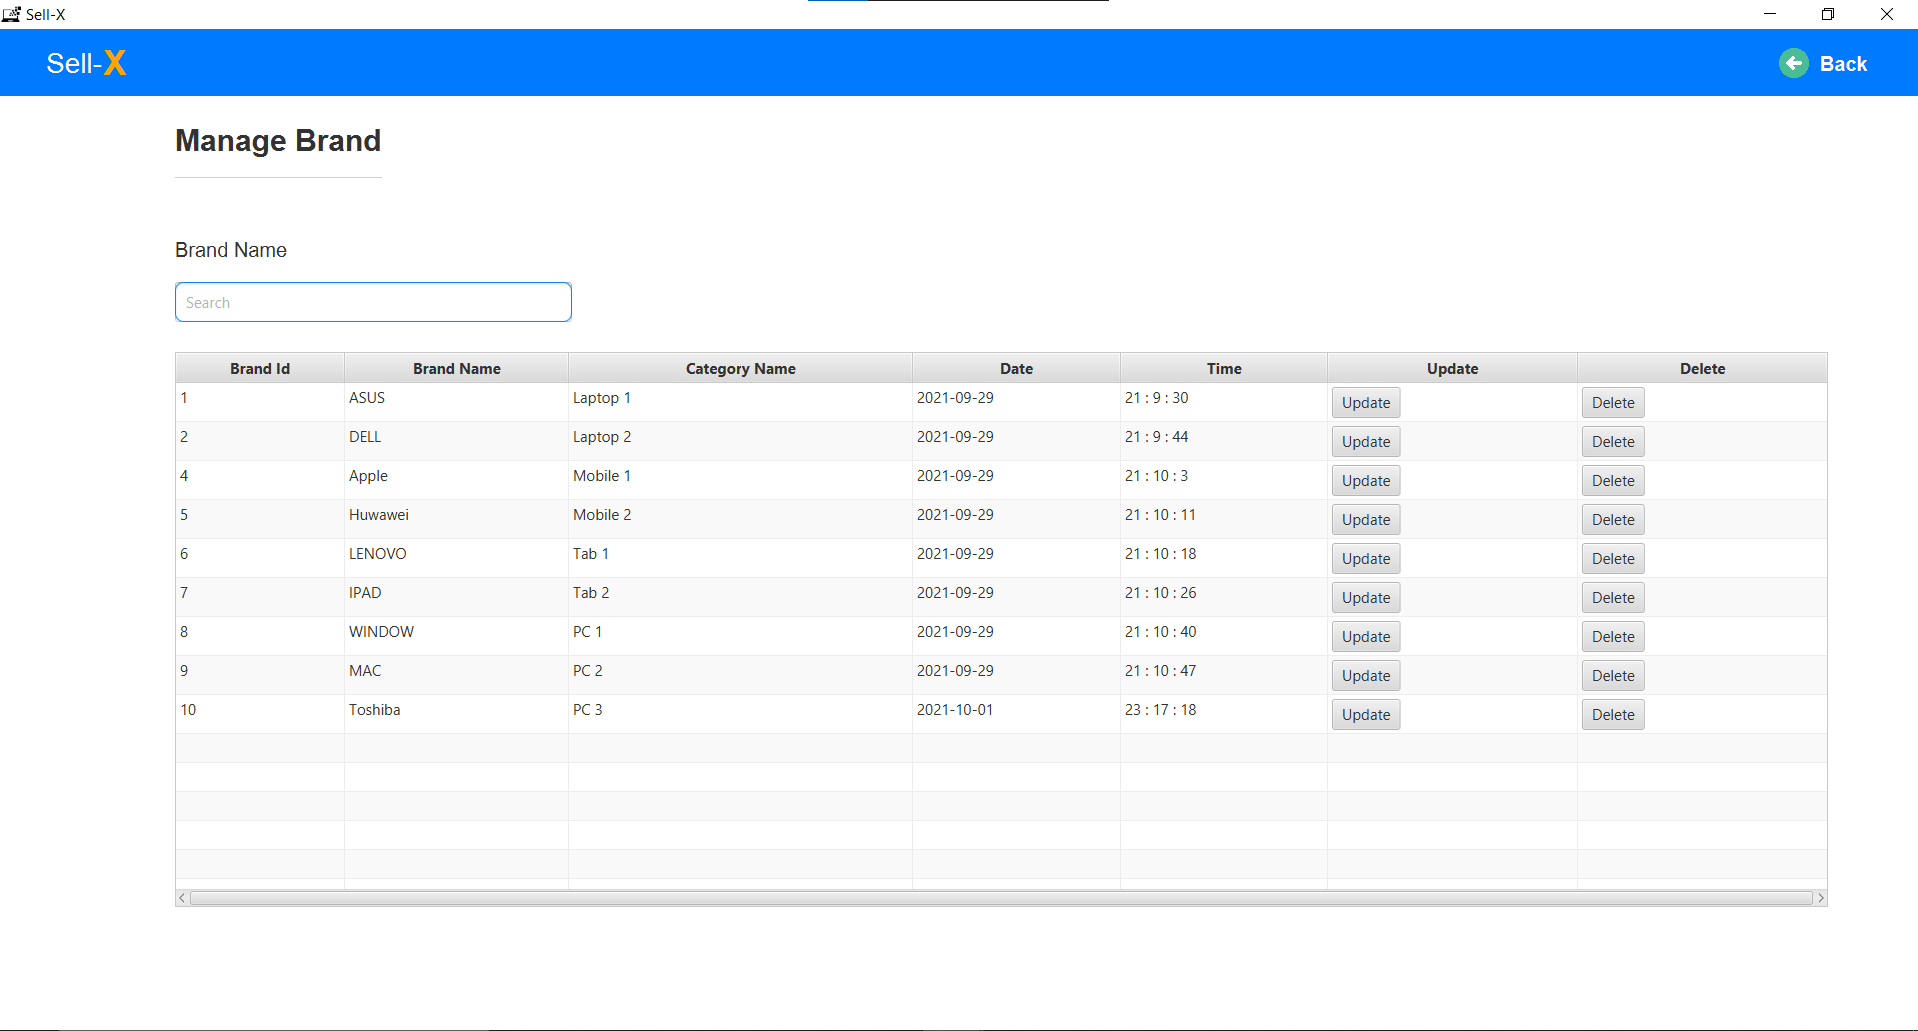 Sell-X
Sell-X
Back
Manage Brand
Brand Name
Search
Brand Id Brand Name Category Name Date Time Update Delete
1 ASUS Laptop 1 2021-09-29 21 : 9 : 30 Update Delete
2 DELL Laptop 2 2021-09-29 21 : 9 : 44 Update Delete
4 Apple Mobile 1 2021-09-29 21 : 10 : 3 Update Delete
5 Huwawei Mobile 2 2021-09-29 21 : 10 : 11 Update Delete
6 LENOVO Tab 1 2021-09-29 21 : 10 : 18 Update Delete
7 IPAD Tab 2 2021-09-29 21 : 10 : 26 Update Delete
8 WINDOW PC 1 2021-09-29 21 : 10 : 40 Update Delete
9 MAC PC 2 2021-09-29 21 : 10 : 47 Update Delete
10 Toshiba PC 3 2021-10-01 23 : 17 : 18 Update Delete